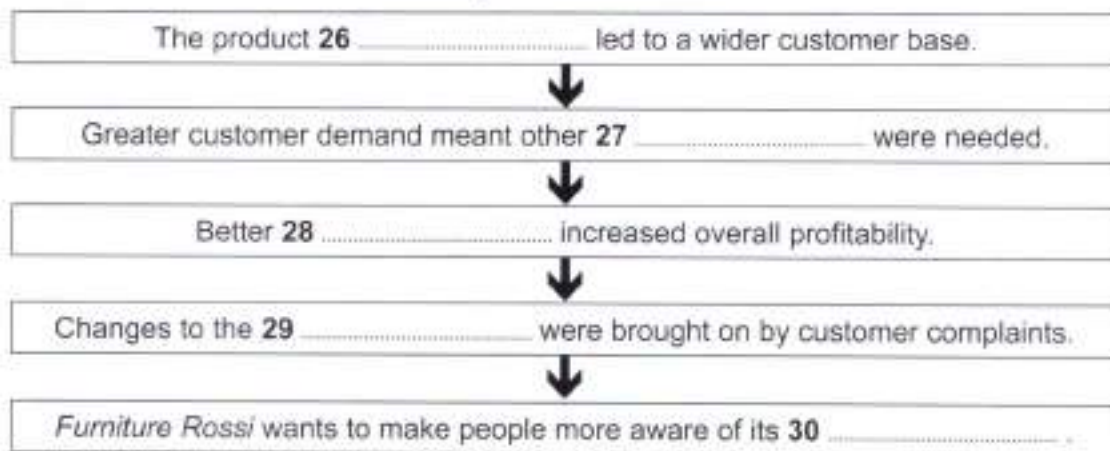 The product 26 ........................................ led to a wider customer base.
Greater customer demand meant other 27 ........................................ were needed.
Better 28 ........................................ increased overall profitability.
Changes to the 29 ........................................ were brought on by customer complaints.
Furniture Rossi wants to make people more aware of its 30 ........................................ .